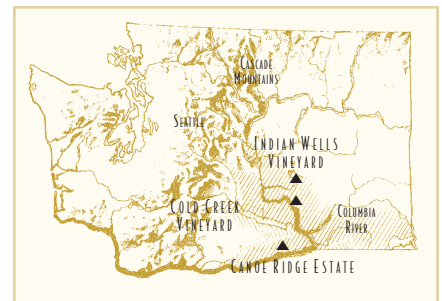 CASCADE
MOUNTAINS
SEATTLE
INDIAN WELLS
VINEYARD
COLD CREEK
VINEYARD
COLUMBIA
RIVER
CANOE RIDGE ESTATE